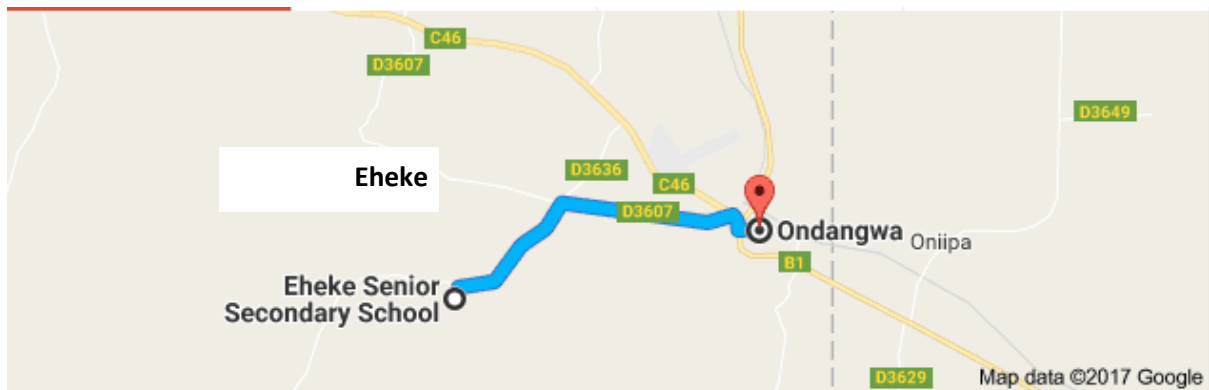 C46
D3607
D3649
Eheke
D3636
C46
D3607
Ondangwa
Oniipa
B1
Eheke Senior
Secondary School
D3629
Map data ©2017 Google